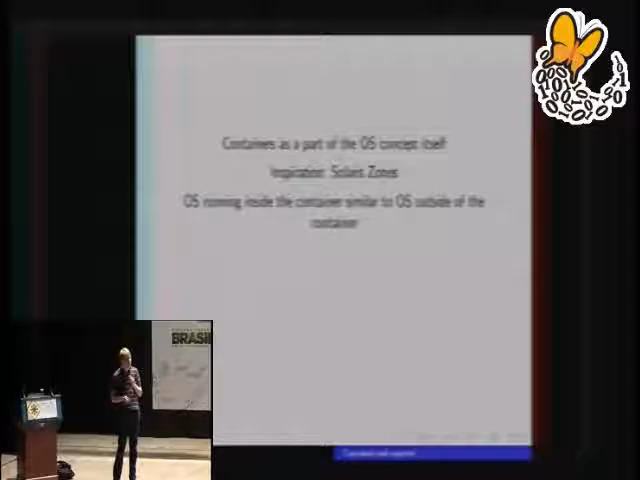 Containers as a part of the OS concept itself
Inspiration: Solaris Zones
OS running inside the container similar to OS outside of the
container
BRASIL